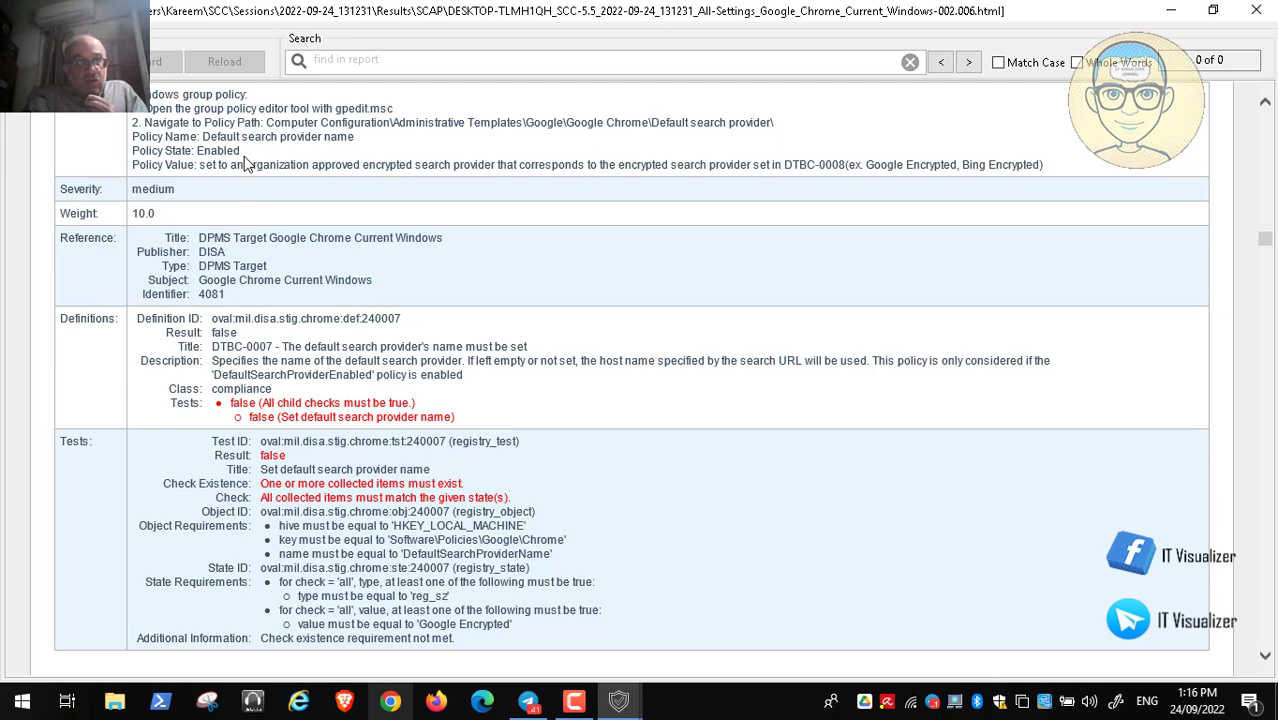 ers\Kareem\SCC\Sessions\2022-09-24_131231\Results\SCAP\DESKTOP-TLMH1QH_SCC-5.5_2022-09-24_131231_All-Settings_Google_Chrome_Current_Windows-002.006.html]
Search
Reload
find in report
<
>
Match Case
Whole Words
0 of 0
ndows group policy:
Open the group policy editor tool with gpedit.msc
2. Navigate to Policy Path: Computer Configuration\Administrative Templates\Google\Google Chrome\Default search provider\
Policy Name: Default search provider name
Policy State: Enabled
Policy Value: set to an organization approved encrypted search provider that corresponds to the encrypted search provider set in DTBC-0008(ex. Google Encrypted, Bing Encrypted)
Severity: medium
Weight: 10.0
Reference: Title: DPMS Target Google Chrome Current Windows
Publisher: DISA
Type: DPMS Target
Subject: Google Chrome Current Windows
Identifier: 4081
Definitions: Definition ID: oval:mil.disa.stig.chrome:def:240007
Result: false
Title: DTBC-0007 - The default search provider's name must be set
Description: Specifies the name of the default search provider. If left empty or not set, the host name specified by the search URL will be used. This policy is only considered if the
'DefaultSearchProviderEnabled' policy is enabled
Class: compliance
Tests: • false (All child checks must be true.)
○ false (Set default search provider name)
Tests: Test ID: oval:mil.disa.stig.chrome:tst:240007 (registry_test)
Result: false
Title: Set default search provider name
Check Existence: One or more collected items must exist.
Check: All collected items must match the given state(s).
Object ID: oval:mil.disa.stig.chrome:obj:240007 (registry_object)
Object Requirements: • hive must be equal to 'HKEY_LOCAL_MACHINE'
• key must be equal to 'Software\Policies\Google\Chrome'
• name must be equal to 'DefaultSearchProviderName'
State ID: oval:mil.disa.stig.chrome:ste:240007 (registry_state)
State Requirements: • for check = 'all', type, at least one of the following must be true:
○ type must be equal to 'reg_sz'
• for check = 'all', value, at least one of the following must be true:
○ value must be equal to 'Google Encrypted'
Additional Information: Check existence requirement not met.
IT Visualizer
IT Visualizer
ENG
1:16 PM
24/09/2022